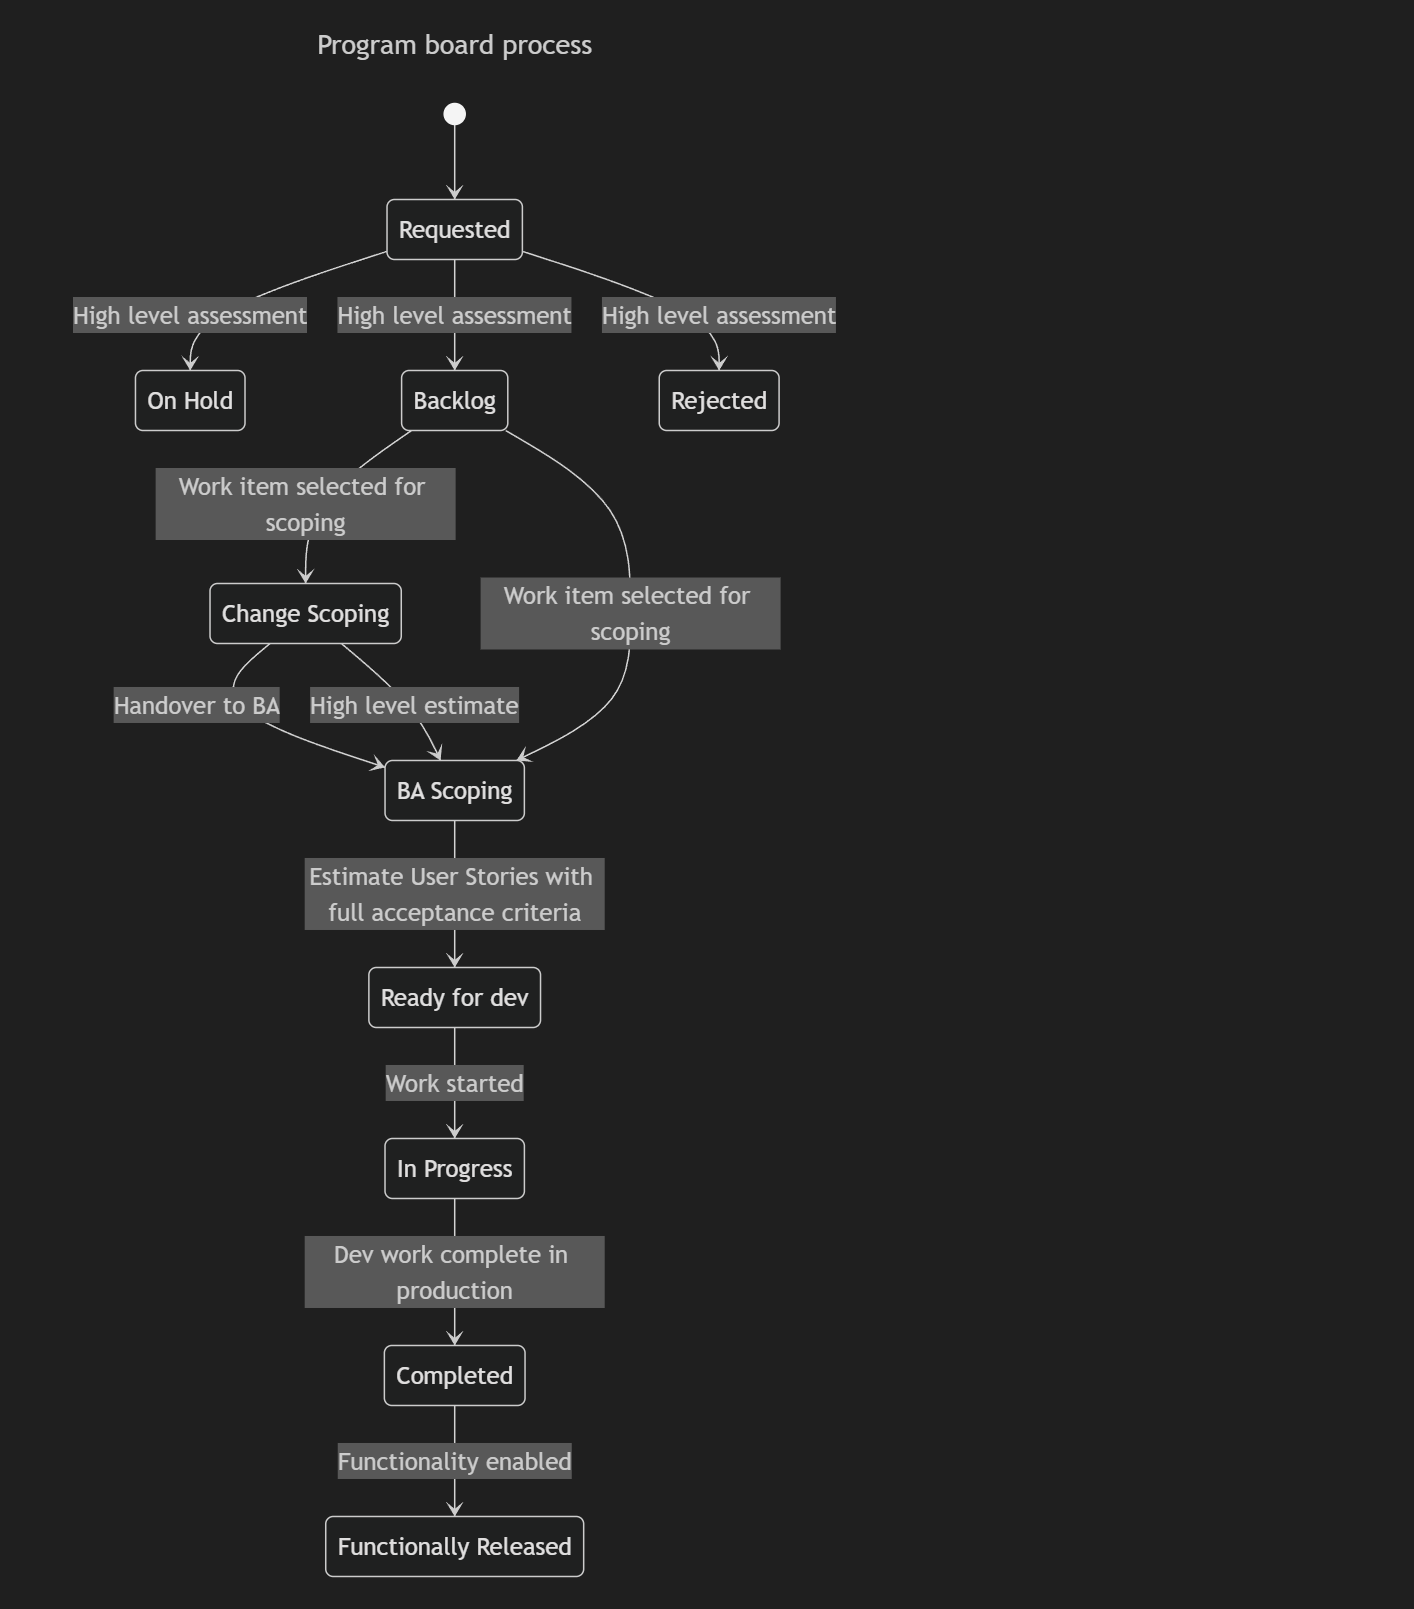 Program board process
Requested
High level assessment
High level assessment
High level assessment
On Hold
Backlog
Rejected
Work item selected for
scoping
Work item selected for
scoping
Change Scoping
Handover to BA
High level estimate
BA Scoping
Estimate User Stories with
full acceptance criteria
Ready for dev
Work started
In Progress
Dev work complete in
production
Completed
Functionality enabled
Functionally Released